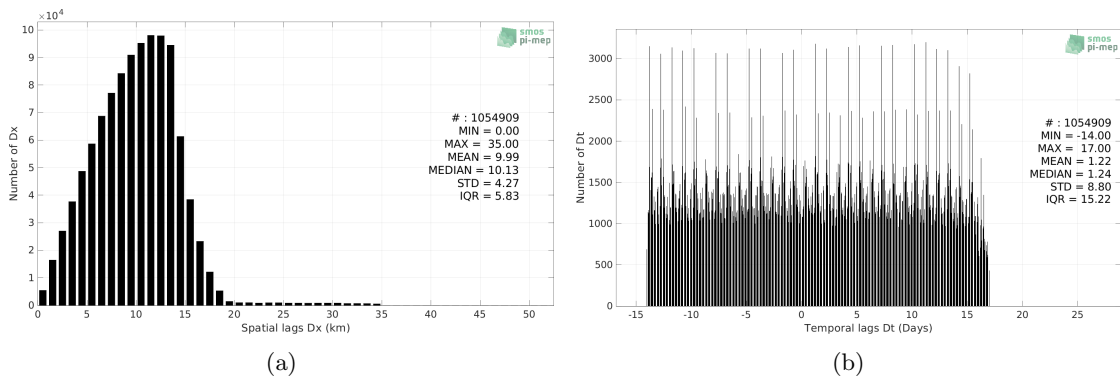 ×10⁴
10
9
8
7
6
5
4
3
2
1
0
0 5 10 15 20 25 30 35 40 45 50
Number of Dx
Spatial lags Dx (km)
smos
pi-mep
# : 1054909
MIN = 0.00
MAX = 35.00
MEAN = 9.99
MEDIAN = 10.13
STD = 4.27
IQR = 5.83
(a)
3000
2500
2000
1500
1000
500
0
-15 -10 -5 0 5 10 15 20 25
Number of Dt
Temporal lags Dt (Days)
smos
pi-mep
# : 1054909
MIN = -14.00
MAX = 17.00
MEAN = 1.22
MEDIAN = 1.24
STD = 8.80
IQR = 15.22
(b)